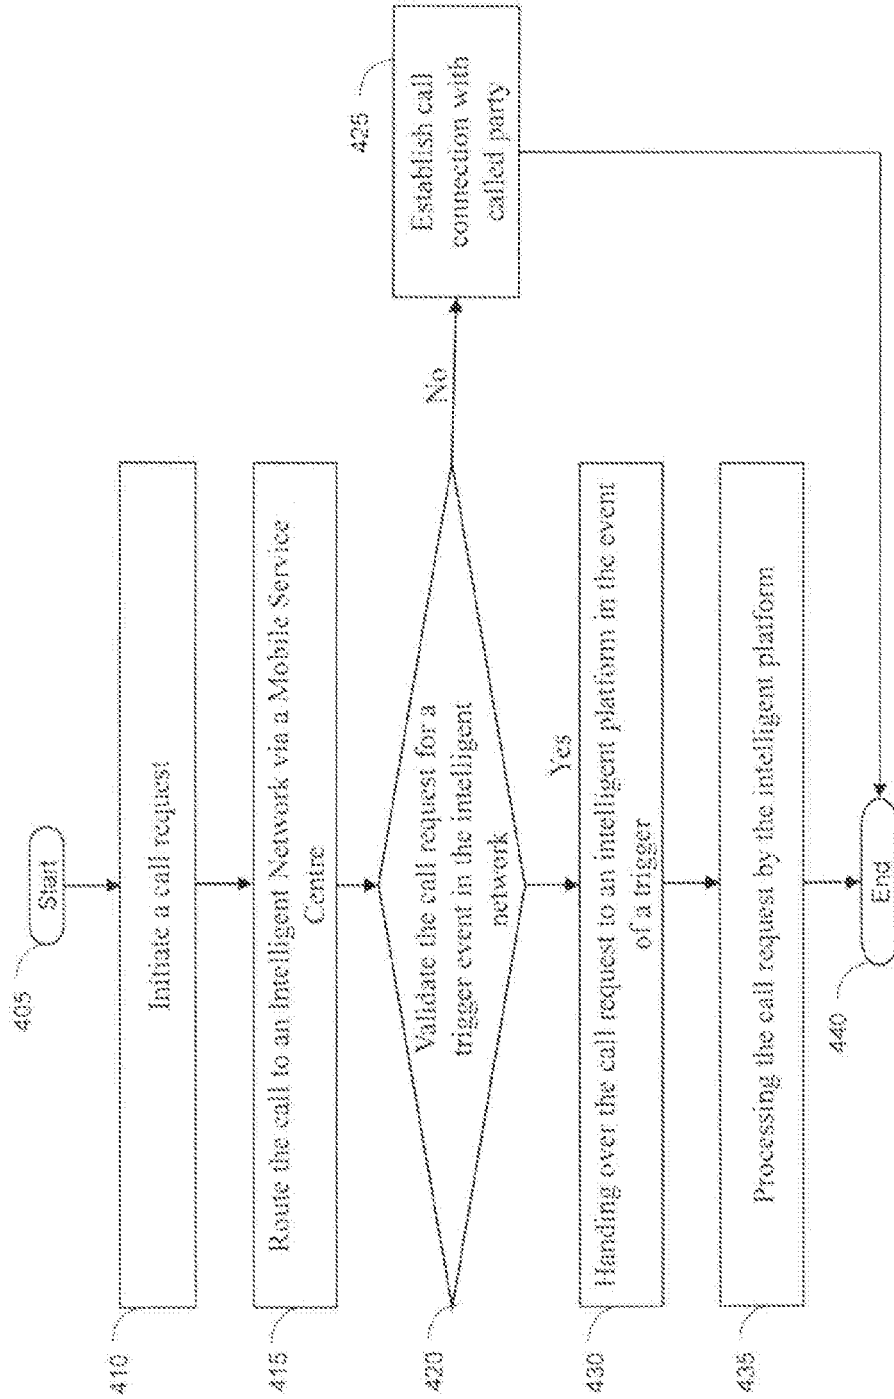 405
Start
410
Initiate a call request
415
Route the call to an Intelligent Network via a Mobile Service
Centre
420
Validate the call request for a
trigger event in the intelligent
network
No
425
Establish call
connection with
called party
Yes
430
Handing over the call request to an intelligent platform in the event
of a trigger
435
Processing the call request by the intelligent platform
440
End